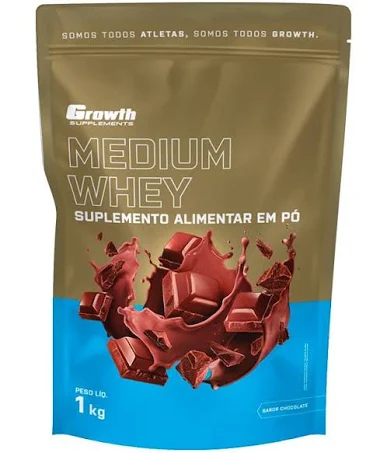 SOMOS TODOS ATLETAS, SOMOS TODOS GROWTH.
Growth
SUPPLEMENTS
MEDIUM
WHEY
SUPLEMENTO ALIMENTAR EM PÓ
PESO LÍQ.
1 kg
SABOR CHOCOLATE